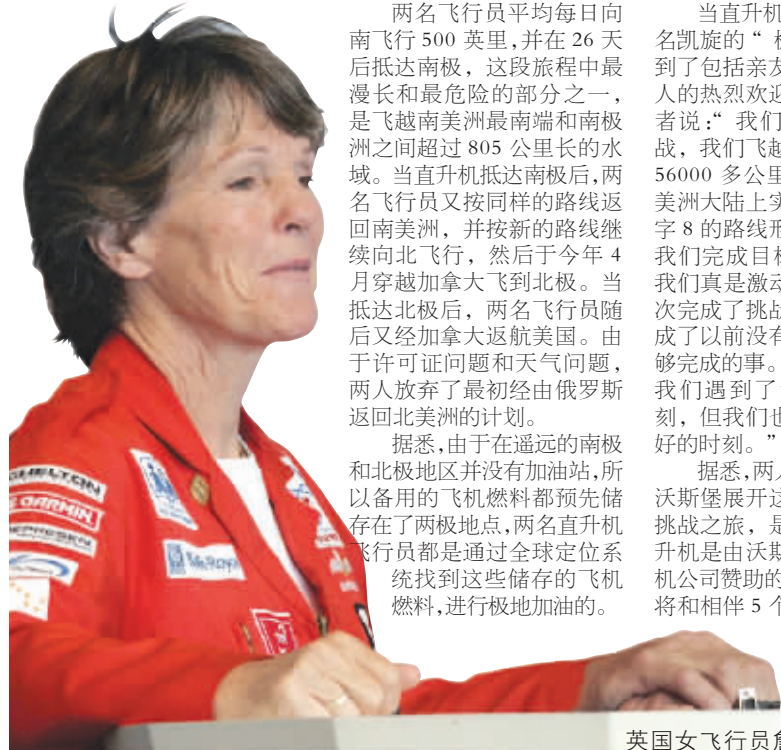 两名飞行员平均每日向
南飞行 500 英里,并在 26 天
后抵达南极，这段旅程中最
漫长和最危险的部分之一，
是飞越南美洲最南端和南极
洲之间超过 805 公里长的水
域。当直升机抵达南极后,两
名飞行员又按同样的路线返
回南美洲，并按新的路线继
续向北飞行，然后于今年 4
月穿越加拿大飞到北极。当
抵达北极后，两名飞行员随
后又经加拿大返航美国。由
于许可证问题和天气问题，
两人放弃了最初经由俄罗斯
返回北美洲的计划。
据悉,由于在遥远的南极
和北极地区并没有加油站,所
以备用的飞机燃料都预先储
存在了两极地点,两名直升机
飞行员都是通过全球定位系
统找到这些储存的飞机
燃料,进行极地加油的。
当直升机
名凯旋的“
到了包括亲友
人的热烈欢迎
者说:“ 我们
战，我们飞越
56000 多公里
美洲大陆上实
字 8 的路线形
我们完成目标
我们真是激动
次完成了挑战
成了以前没有
够完成的事。
我们遇到了
刻，但我们也
好的时刻。”
据悉,两人
沃斯堡展开这
挑战之旅，是
升机是由沃斯
机公司赞助的
将和相伴 5 个
英国女飞行员
GARMIN